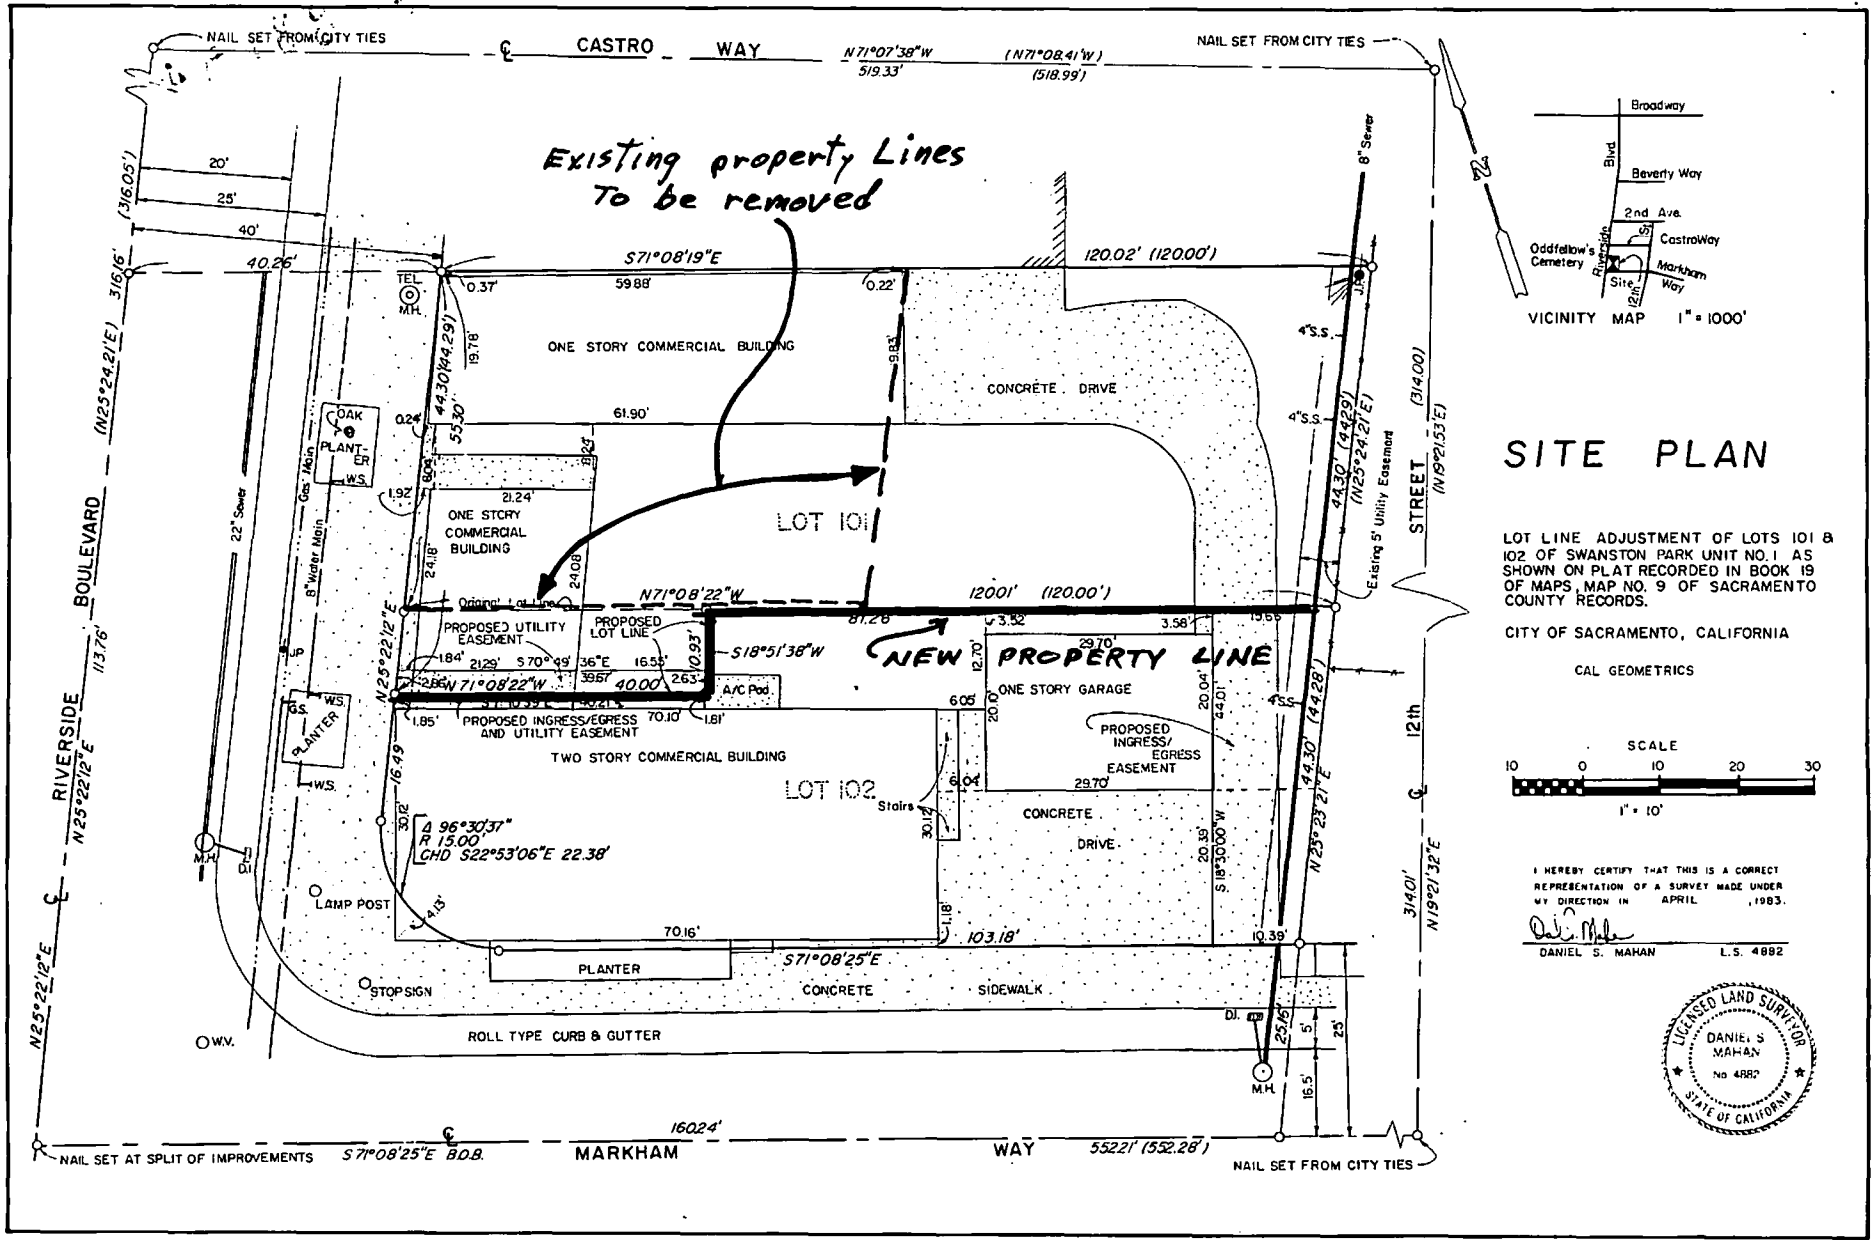 NAIL SET FROM CITY TIES
℄ CASTRO WAY
N71°07'38"W (N71°08.41'W)
519.33' (518.99')
NAIL SET FROM CITY TIES
Existing property Lines
To be removed
20'
25'
40'
40.26'
(N25°24.21'E) 316.16' (316.05')
S71°08'19"E
120.02' (120.00')
59.88'
0.37'
0.22'
TEL.
M.H.
44.30'(44.29')
19.78'
55.30'
ONE STORY COMMERCIAL BUILDING
CONCRETE DRIVE
8" Sewer
J.P.
4"S.S.
4"S.S.
61.90'
0.24'
8.24'
OAK
PLANT-
ER
W.S.
Gas Main
8" Water Main
22" Sewer
1.92'
21.24'
ONE STORY
COMMERCIAL
BUILDING
24.18'
24.08'
LOT 101
44.30' (44.29')
(N25°24'21"E)
Existing 5' Utility Easement
Original Lot Line
N71°08'22"W
120.01' (120.00')
81.28'
PROPOSED UTILITY
EASEMENT
PROPOSED
LOT LINE
10.93'
S18°51'38"W
3.52'
3.58'
15.66'
29.70'
12.70'
NEW PROPERTY LINE
N25°22'12"E
1.84'
21.29' S70°49'36"E 16.55'
2.86'
N71°08'22"W
39.67'
40.00'
2.63'
A/C Pad
40.21'
1.85'
PROPOSED INGRESS/EGRESS
AND UTILITY EASEMENT
70.10'
1.81'
TWO STORY COMMERCIAL BUILDING
LOT 102
ONE STORY GARAGE
6.05'
20.10'
20.04'
44.01'
4"S.S.
PROPOSED
INGRESS/
EGRESS
EASEMENT
6.04'
29.70'
Stairs
30.12'
CONCRETE
DRIVE
20.39'
S18°30'00"W
44.30' (44.28')
N25°23'21"E
JP
G.S.
W.S.
PLANTER
W.S.
16.49
30.12'
Δ 96°30'37"
R 15.00'
CHD S22°53'06"E 22.38'
M.H.
D.I.
LAMP POST
4.13'
70.16'
1.18'
103.18'
10.39'
S71°08'25"E
PLANTER
STOP SIGN
CONCRETE SIDEWALK
W.V.
ROLL TYPE CURB & GUTTER
D.I.
M.H.
25.16'
5'
25'
16.5'
℄ RIVERSIDE BOULEVARD
N25°22'12"E 113.76'
N25°22'12"E
℄ 12th STREET
(314.00)
(N19°21.53'E)
314.01'
N19°21'32"E
NAIL SET AT SPLIT OF IMPROVEMENTS
S71°08'25"E B.O.B.
℄ MARKHAM WAY
160.24'
552.21' (552.28')
NAIL SET FROM CITY TIES
N
Broadway
Blvd.
Beverty Way
2nd Ave.
St.
Castro Way
Oddfellow's
Cemetery
Riverside
Markham
Way
Site
12th
VICINITY MAP 1" = 1000'
SITE PLAN
LOT LINE ADJUSTMENT OF LOTS 101 &
102 OF SWANSTON PARK UNIT NO. 1 AS
SHOWN ON PLAT RECORDED IN BOOK 19
OF MAPS, MAP NO. 9 OF SACRAMENTO
COUNTY RECORDS.
CITY OF SACRAMENTO, CALIFORNIA
CAL GEOMETRICS
SCALE
10 0 10 20 30
1" = 10'
I HEREBY CERTIFY THAT THIS IS A CORRECT
REPRESENTATION OF A SURVEY MADE UNDER
MY DIRECTION IN APRIL , 1983.
DANIEL S. MAHAN L.S. 4882
LICENSED LAND SURVEYOR
DANIEL S
MAHAN
No 4882
STATE OF CALIFORNIA